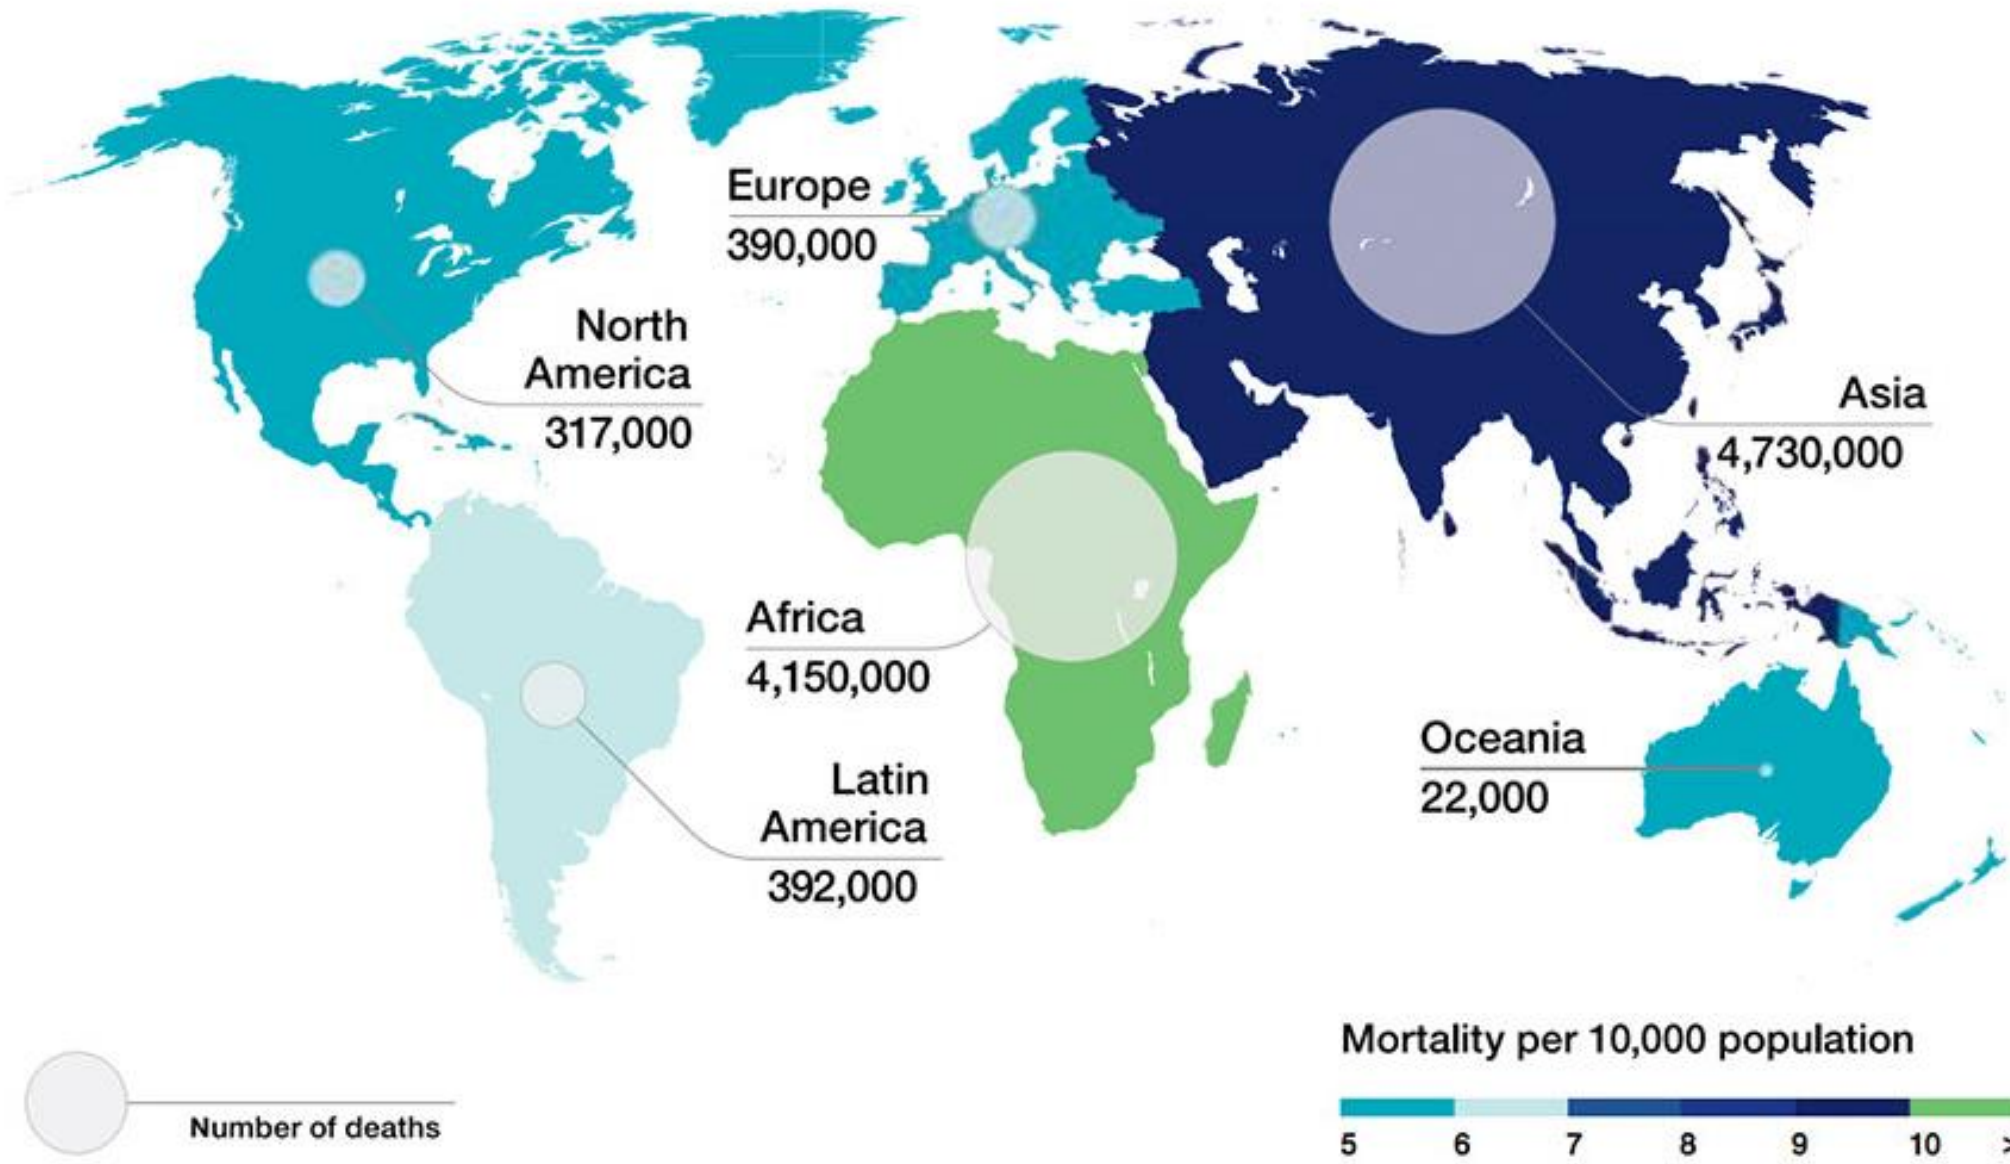 Europe
390,000
North
America
317,000
Asia
4,730,000
Africa
4,150,000
Latin
America
392,000
Oceania
22,000
Mortality per 10,000 population
5 6 7 8 9 10
Number of deaths